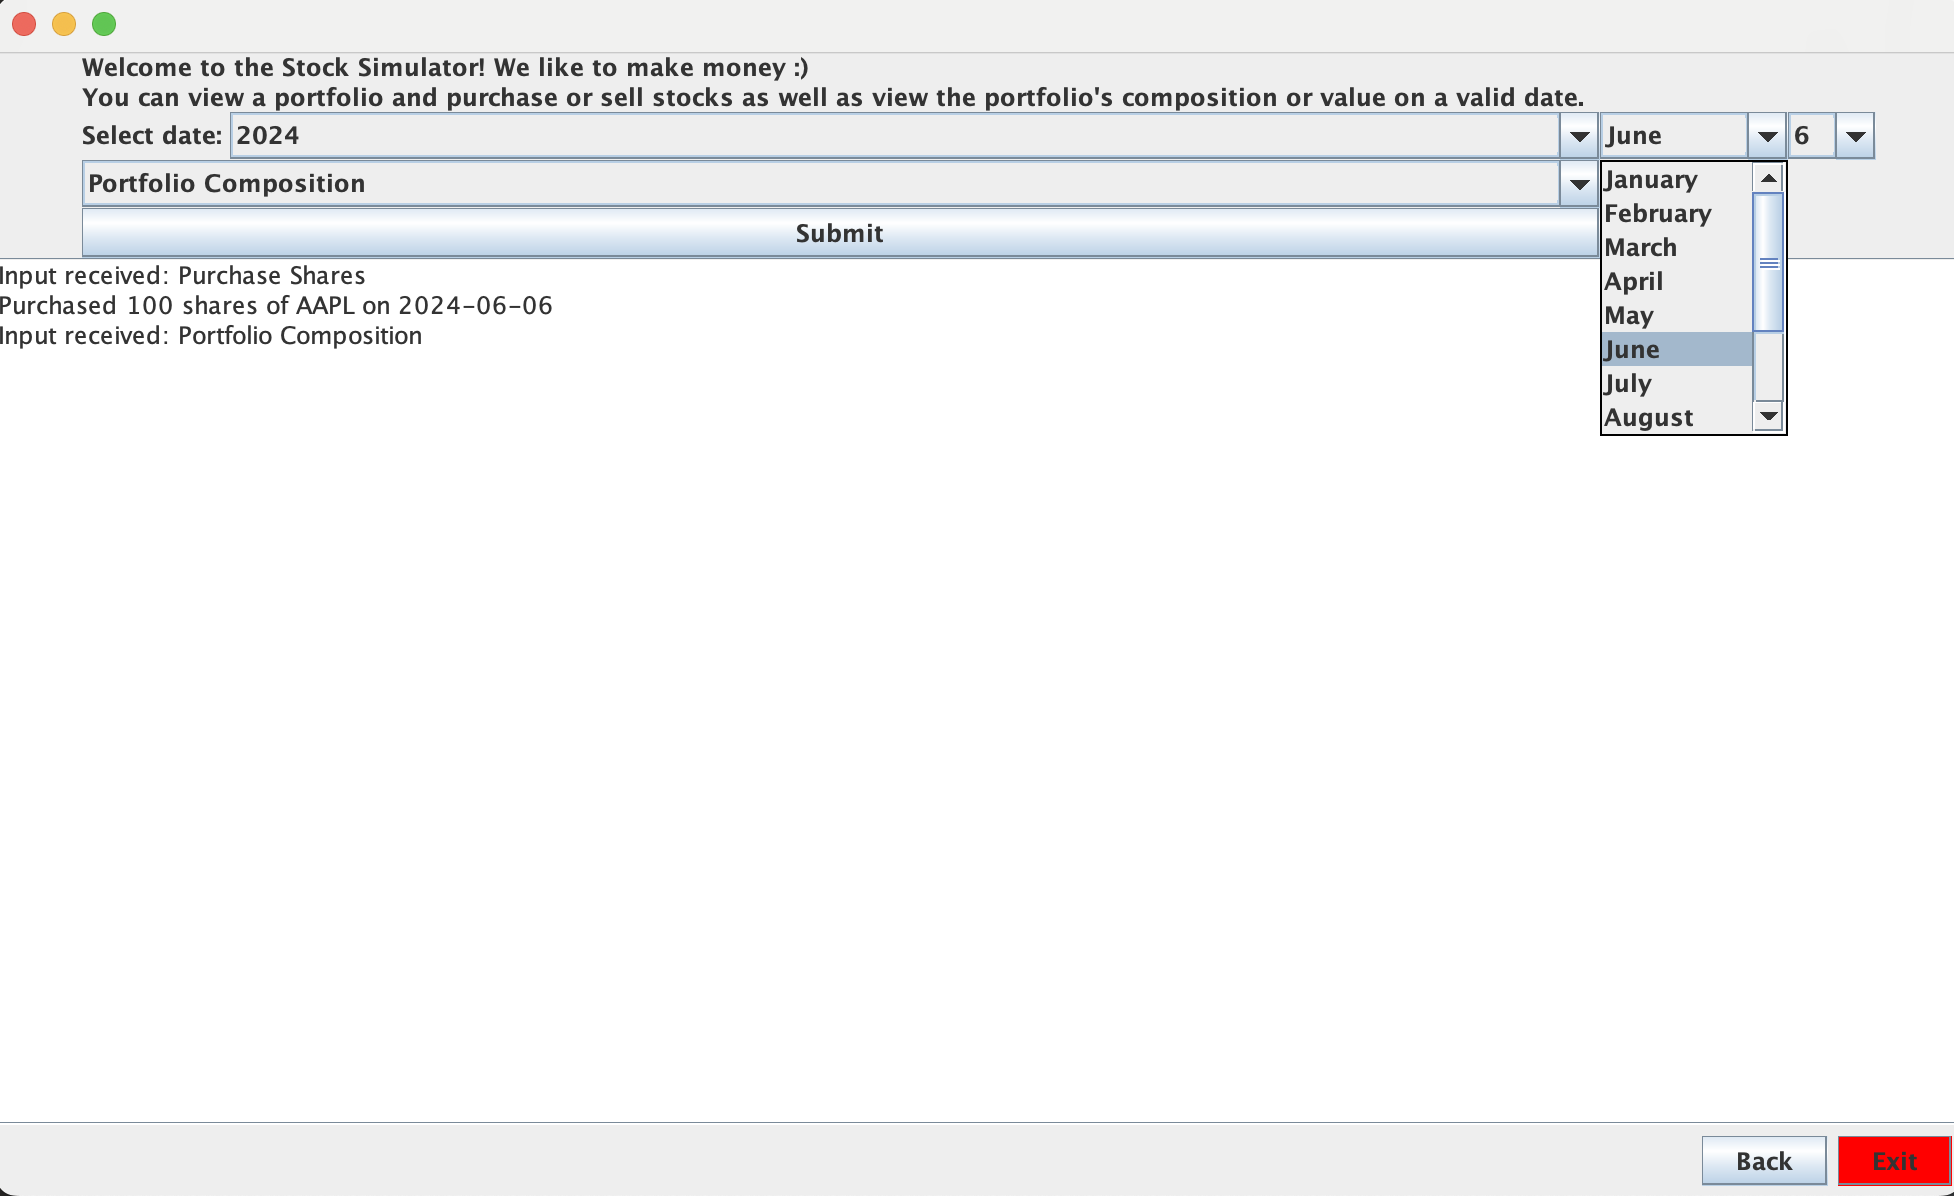 Welcome to the Stock Simulator! We like to make money :)
You can view a portfolio and purchase or sell stocks as well as view the portfolio's composition or value on a valid date.
Select date: 2024 June 6
Portfolio Composition
Submit
January
February
March
April
May
June
July
August
Input received: Purchase Shares
Purchased 100 shares of AAPL on 2024-06-06
Input received: Portfolio Composition
Back Exit